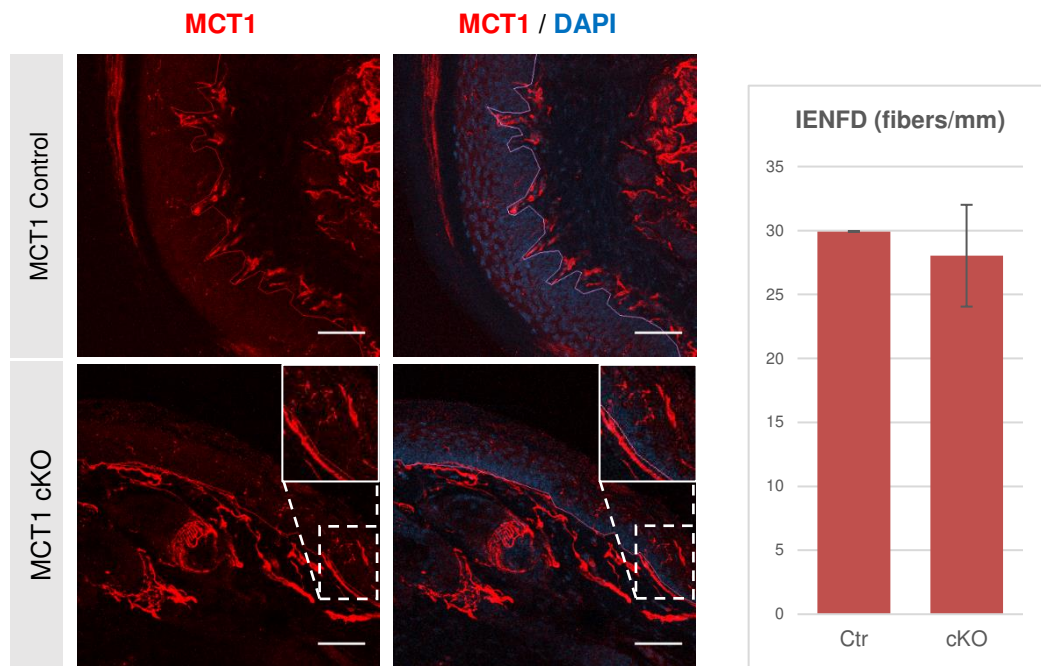 MCT1
MCT1 / DAPI
MCT1 Control
MCT1 cKO
IENFD (fibers/mm)
35
30
25
20
15
10
5
0
Ctr
cKO